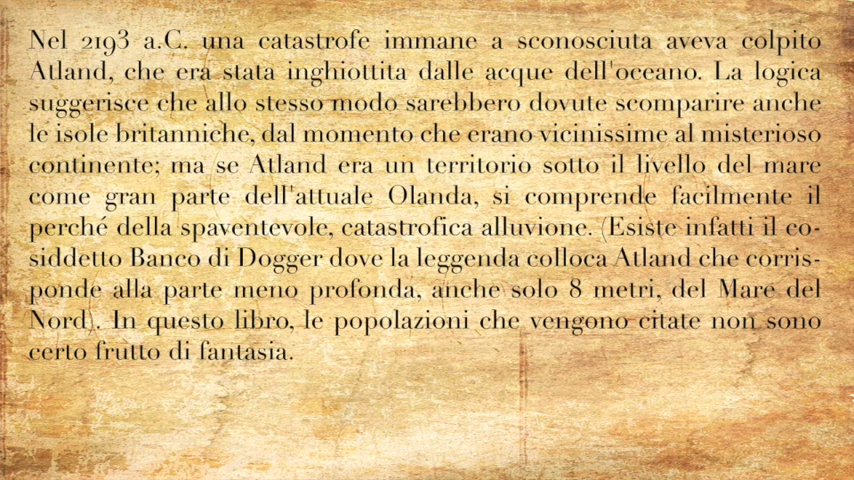 Nel 2193 a.C. una catastrofe immane a sconosciuta aveva colpito
Atland, che era stata inghiottita dalle acque dell'oceano. La logica
suggerisce che allo stesso modo sarebbero dovute scomparire anche
le isole britanniche, dal momento che erano vicinissime al misterioso
continente; ma se Atland era un territorio sotto il livello del mare
come gran parte dell'attuale Olanda, si comprende facilmente il
perché della spaventevole, catastrofica alluvione. (Esiste infatti il co-
siddetto Banco di Dogger dove la leggenda colloca Atland che corris-
ponde alla parte meno profonda, anche solo 8 metri, del Mare del
Nord). In questo libro, le popolazioni che vengono citate non sono
certo frutto di fantasia.